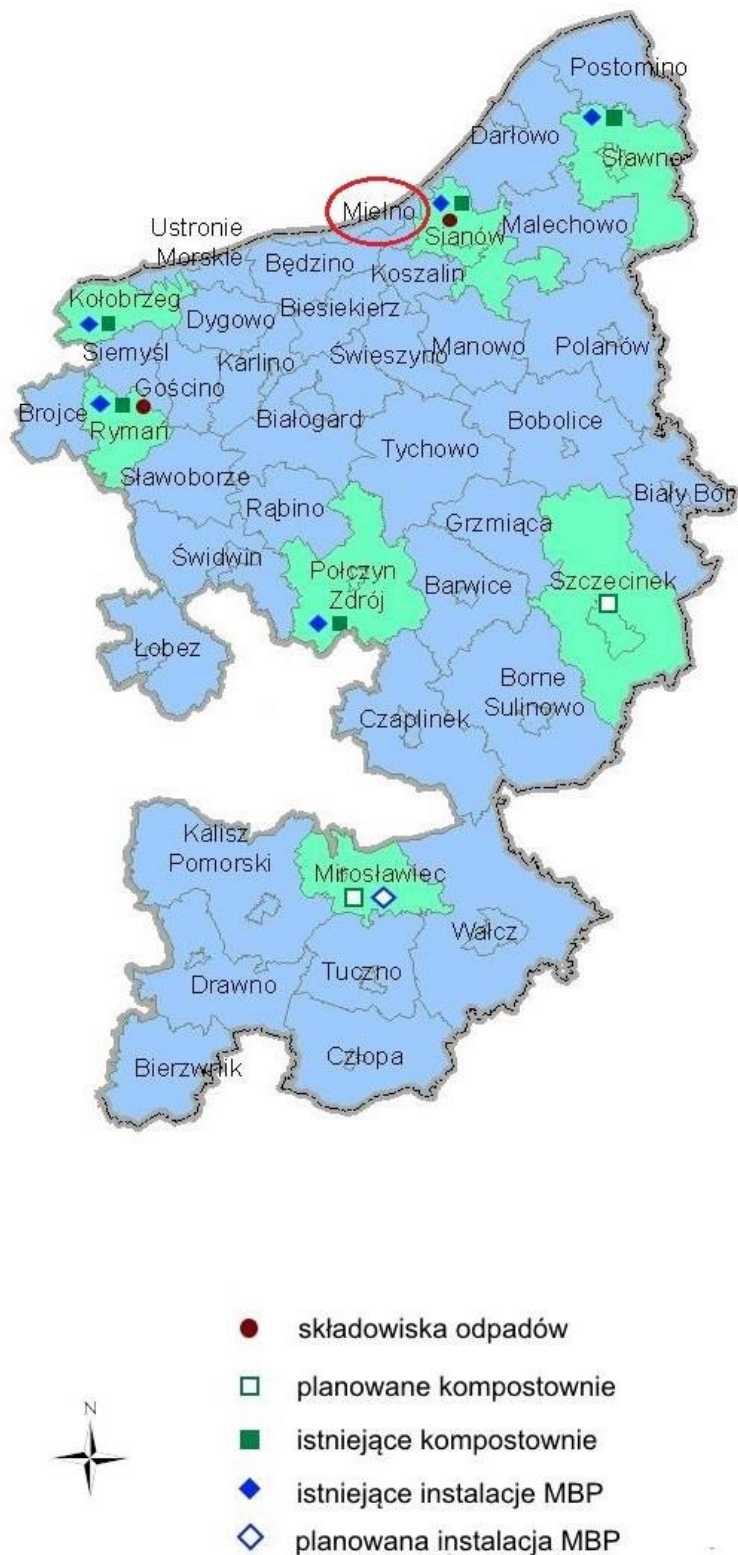 Postomino
Darłowo
Sławno
Mielno
Ustronie
Morskie
Sianów
Malechowo
Będzino
Koszalin
Kołobrzeg
Dygowo
Biesiekierz
Siemyśl
Karlino
Świeszyno
Manowo
Polanów
Gościno
Brojce
Rymań
Białogard
Tychowo
Bobolice
Sławoborze
Rąbino
Grzmiąca
Biały Bór
Świdwin
Połczyn
Zdrój
Barwice
Szczecinek
Łobez
Czaplinek
Borne
Sulinowo
Kalisz
Pomorski
Mirosławiec
Wałcz
Drawno
Tuczno
Bierzwnik
Człopa
N
składowiska odpadów
planowane kompostownie
istniejące kompostownie
istniejące instalacje MBP
planowana instalacja MBP